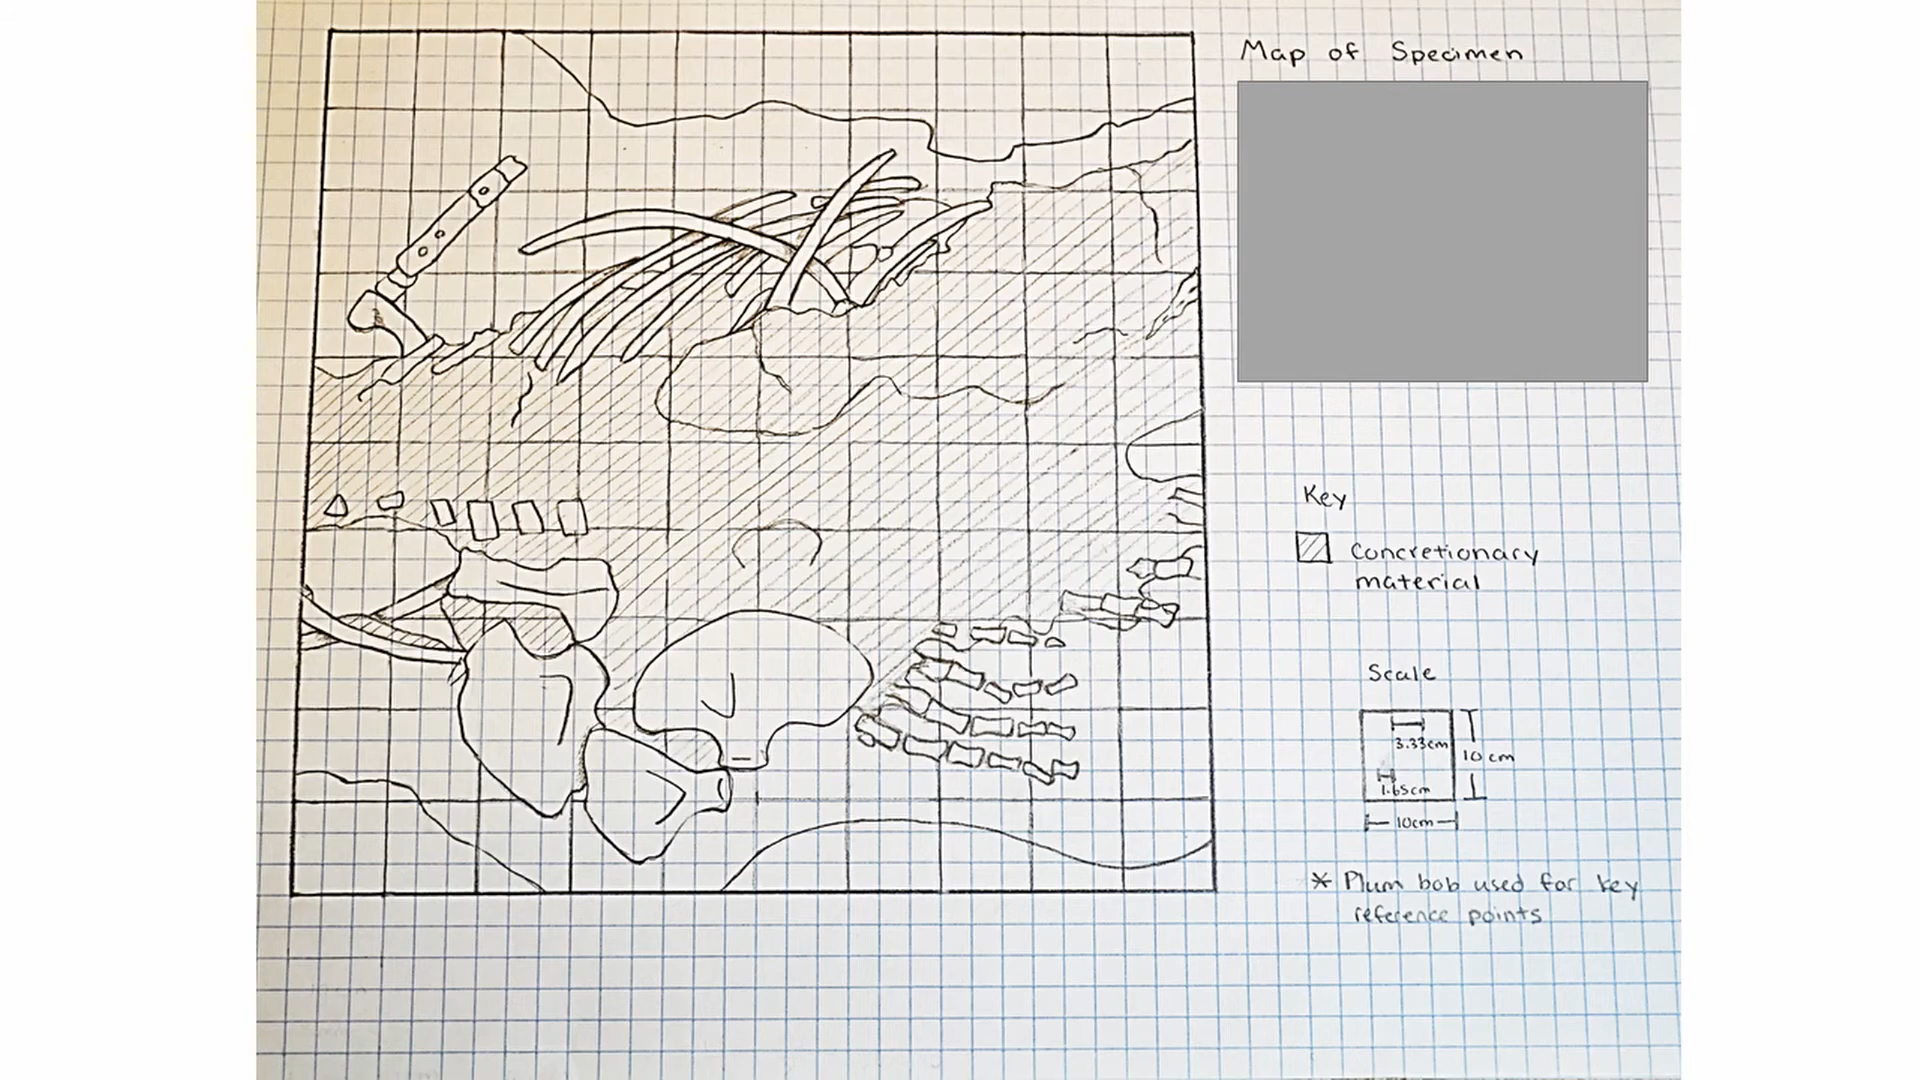 Map of Specimen
Key
Concretionary
material
Scale
3.33cm
10 cm
1.65cm
10cm
* Plum bob used for key
reference points